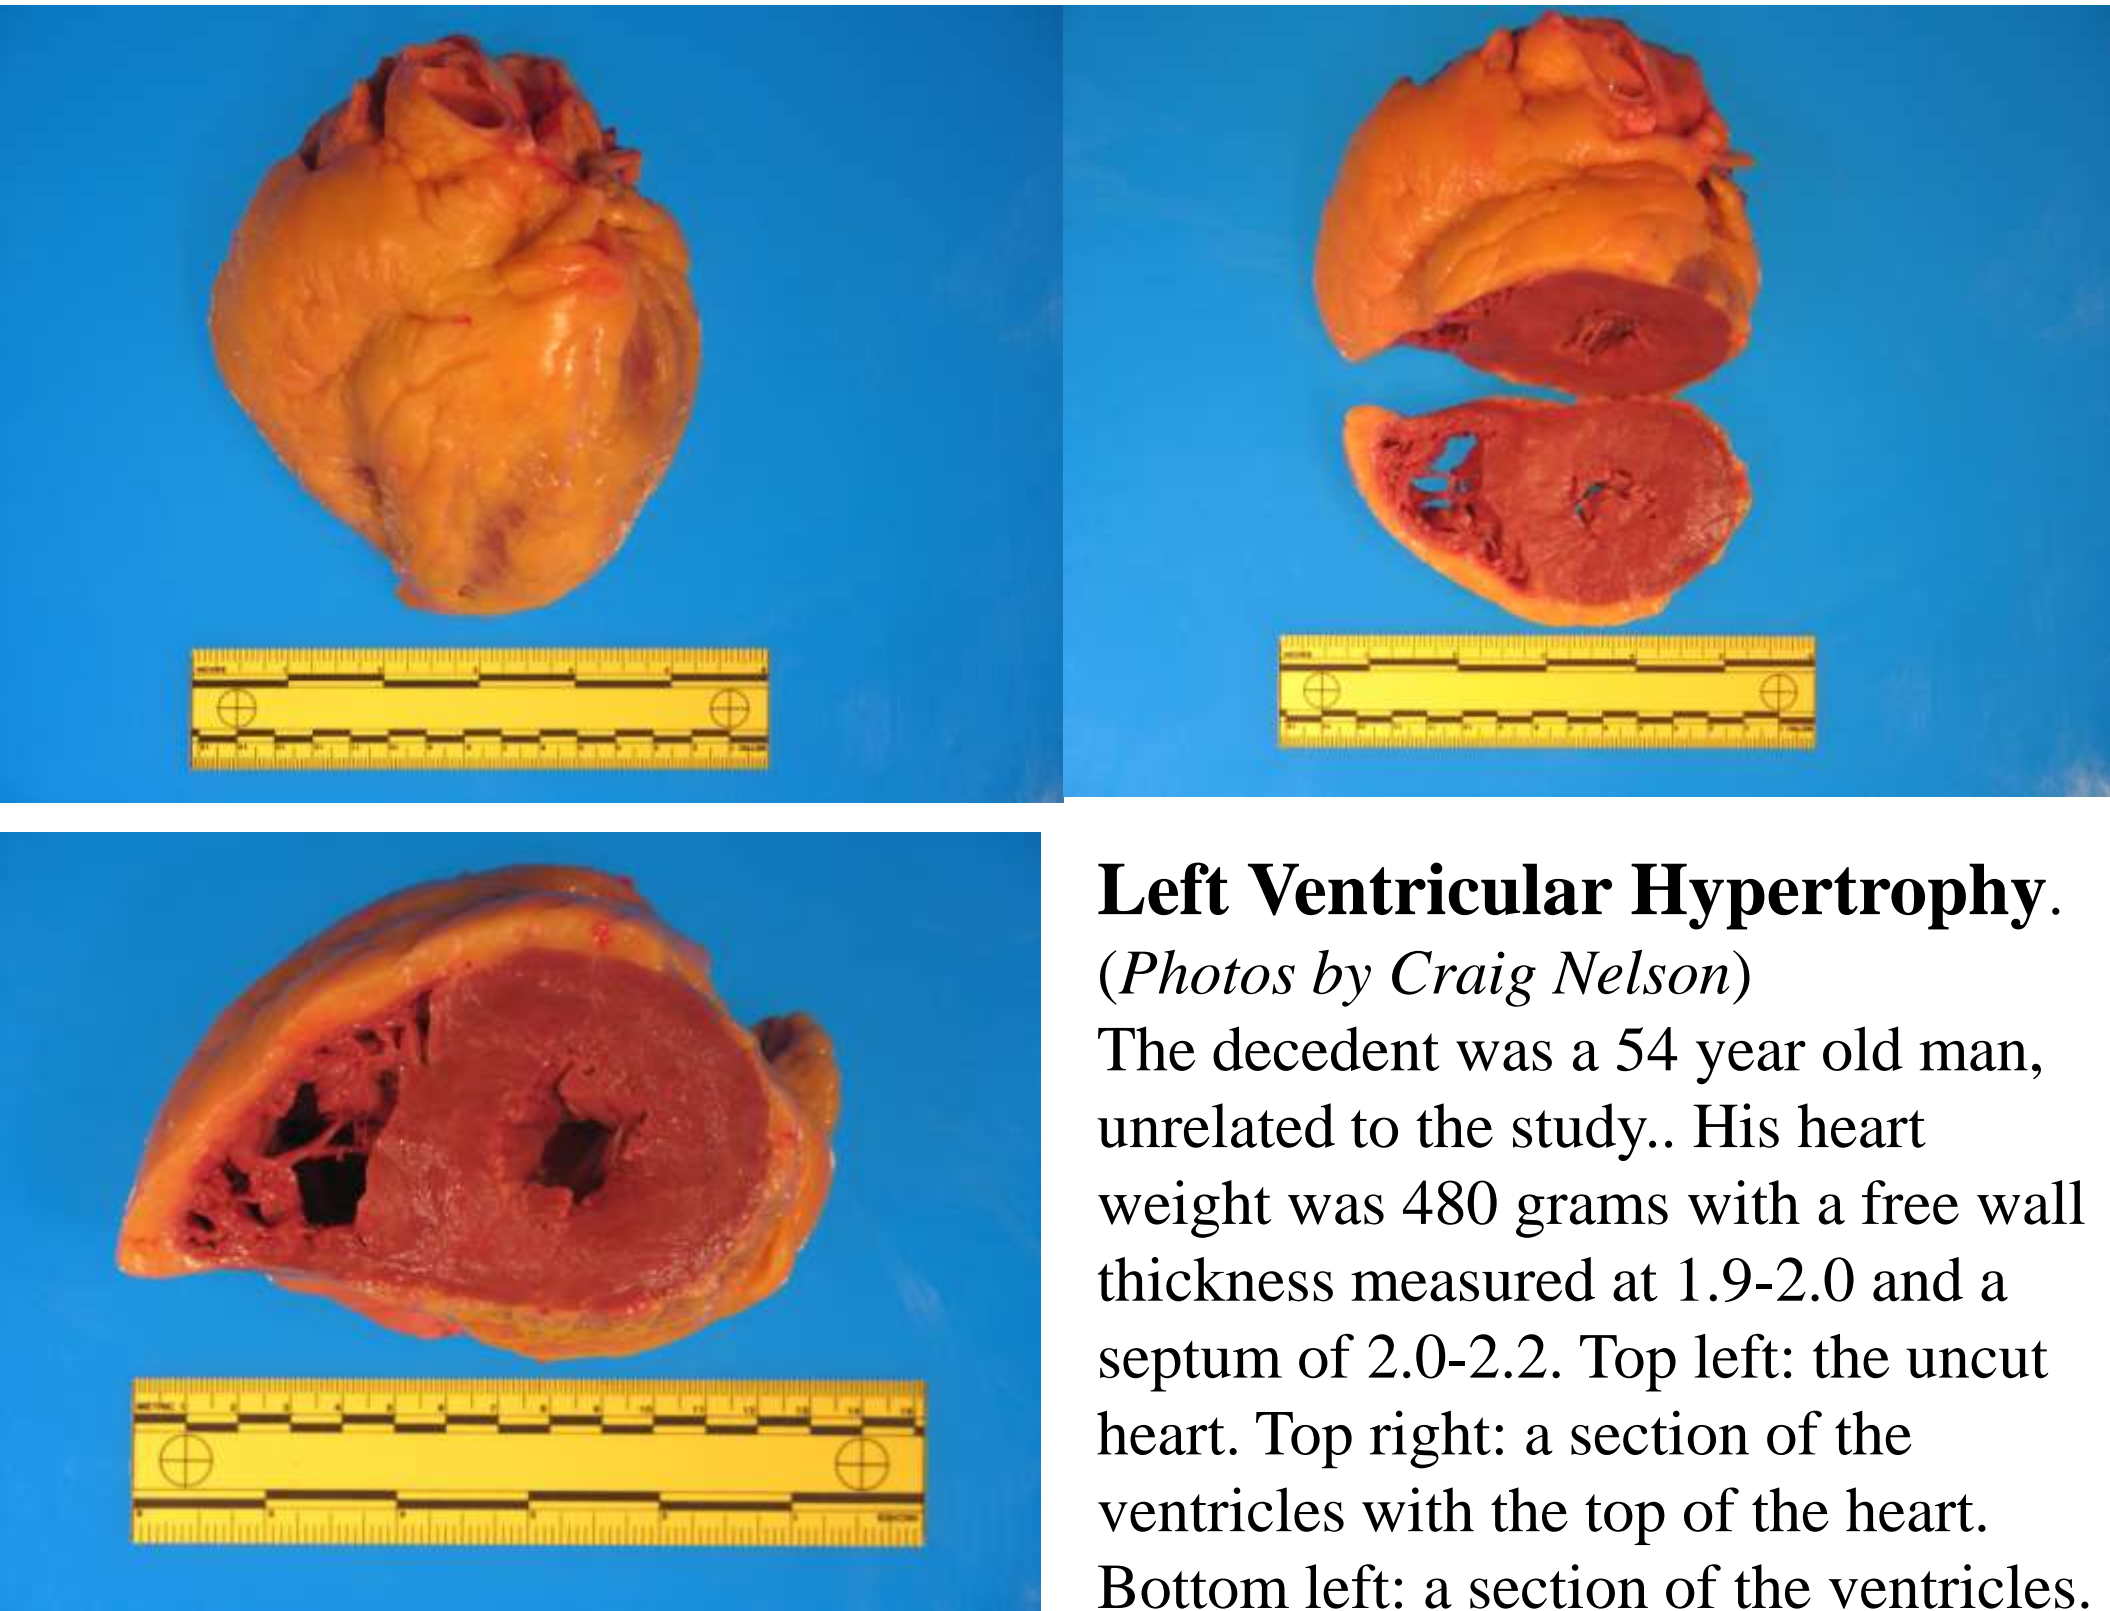 Left Ventricular Hypertrophy.
(Photos by Craig Nelson)
The decedent was a 54 year old man,
unrelated to the study.. His heart
weight was 480 grams with a free wall
thickness measured at 1.9-2.0 and a
septum of 2.0-2.2. Top left: the uncut
heart. Top right: a section of the
ventricles with the top of the heart.
Bottom left: a section of the ventricles.